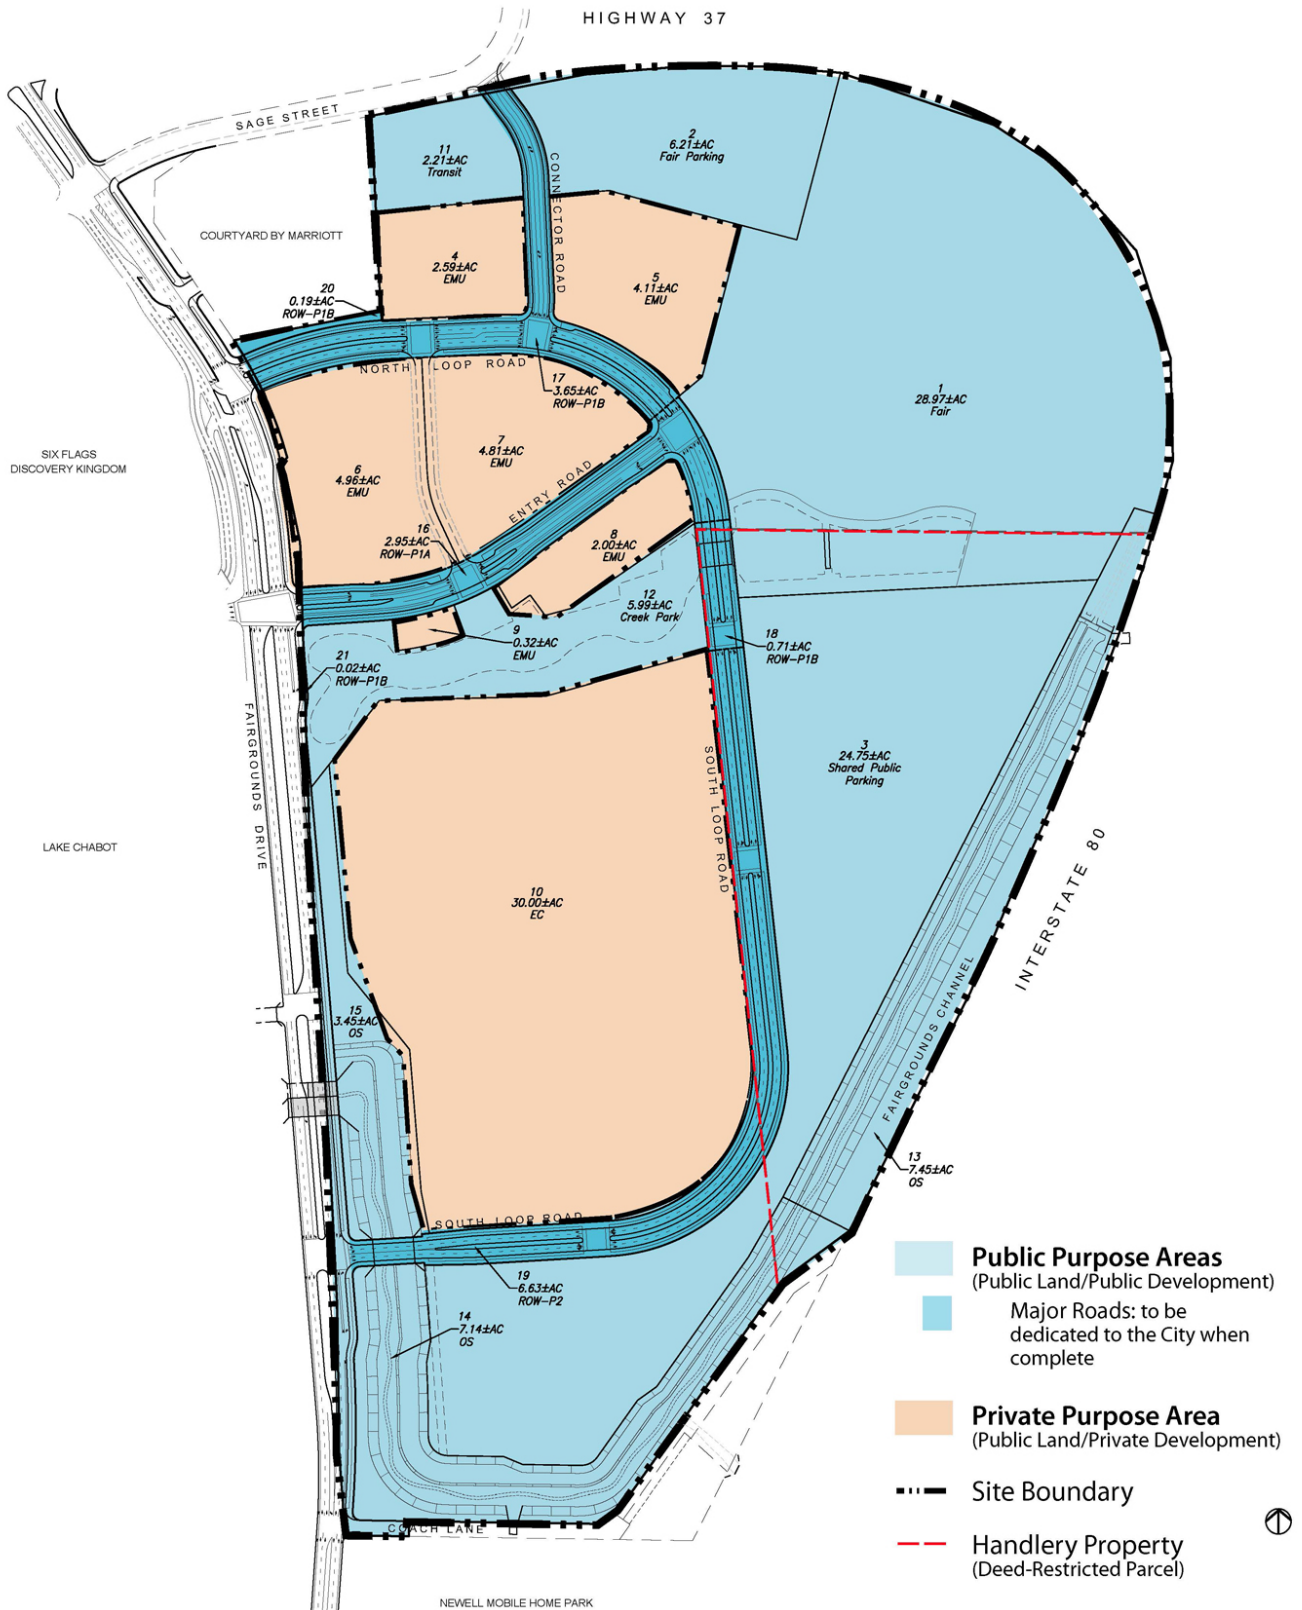 HIGHWAY 37
SAGE STREET
11
2.21±AC
Transit
2
6.21±AC
Fair Parking
CONNECTOR ROAD
COURTYARD BY MARRIOTT
4
2.59±AC
EMU
5
4.11±AC
EMU
20
0.19±AC
ROW-P1B
NORTH LOOP ROAD
17
3.65±AC
ROW-P1B
1
28.97±AC
Fair
SIX FLAGS
DISCOVERY KINGDOM
7
4.81±AC
EMU
6
4.96±AC
EMU
ENTRY ROAD
16
2.95±AC
ROW-P1A
8
2.00±AC
EMU
12
5.99±AC
Creek Park
9
0.32±AC
EMU
18
0.71±AC
ROW-P1B
21
0.02±AC
ROW-P1B
FAIRGROUNDS DRIVE
SOUTH LOOP ROAD
3
24.75±AC
Shared Public
Parking
LAKE CHABOT
INTERSTATE 80
10
30.00±AC
EC
FAIRGROUNDS CHANNEL
15
3.45±AC
OS
13
7.45±AC
OS
SOUTH LOOP ROAD
19
6.63±AC
ROW-P2
14
7.14±AC
OS
COACH LANE
NEWELL MOBILE HOME PARK
Public Purpose Areas
(Public Land/Public Development)
Major Roads: to be
dedicated to the City when
complete
Private Purpose Area
(Public Land/Private Development)
Site Boundary
Handlery Property
(Deed-Restricted Parcel)